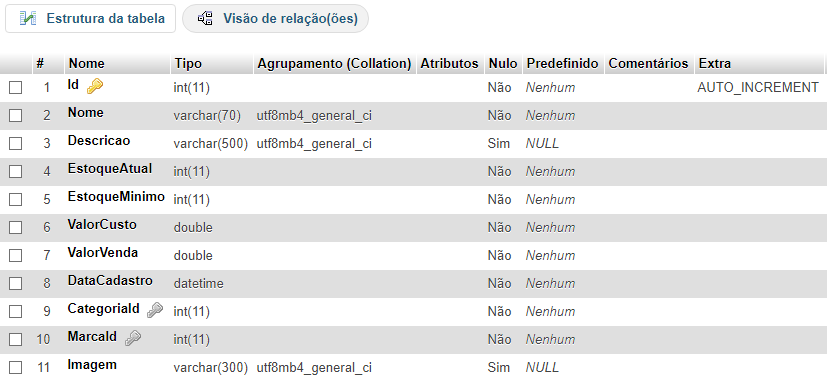 Estrutura da tabela Visão de relação(ões)
# Nome Tipo Agrupamento (Collation) Atributos Nulo Predefinido Comentários Extra
1 Id int(11) Não Nenhum AUTO_INCREMENT
2 Nome varchar(70) utf8mb4_general_ci Não Nenhum
3 Descricao varchar(500) utf8mb4_general_ci Sim NULL
4 EstoqueAtual int(11) Não Nenhum
5 EstoqueMinimo int(11) Não Nenhum
6 ValorCusto double Não Nenhum
7 ValorVenda double Não Nenhum
8 DataCadastro datetime Não Nenhum
9 CategoriaId int(11) Não Nenhum
10 MarcaId int(11) Não Nenhum
11 Imagem varchar(300) utf8mb4_general_ci Sim NULL